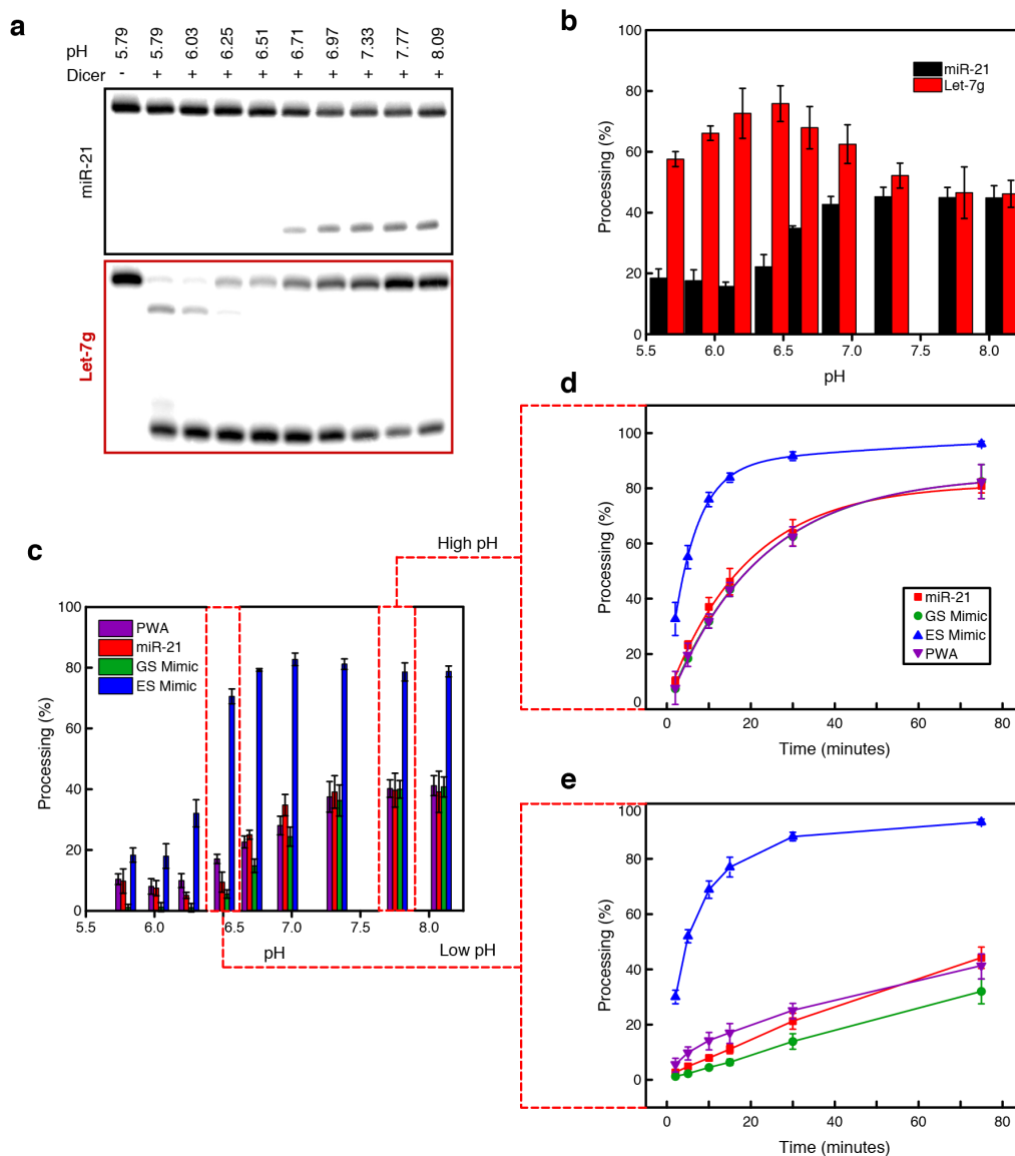 a
pH 5.79 5.79 6.03 6.25 6.51 6.71 6.97 7.33 7.77 8.09
Dicer - + + + + + + + + +
miR-21
Let-7g
b
miR-21
Let-7g
Processing (%)
100
80
60
40
20
0
5.5 6.0 6.5 7.0 7.5 8.0
pH
c
PWA
miR-21
GS Mimic
ES Mimic
Processing (%)
100
80
60
40
20
0
5.5 6.0 6.5 7.0 7.5 8.0
pH
High pH
Low pH
d
Processing (%)
100
80
60
40
20
0
miR-21
GS Mimic
ES Mimic
PWA
0 20 40 60 80
Time (minutes)
e
Processing (%)
100
80
60
40
20
0
0 20 40 60 80
Time (minutes)